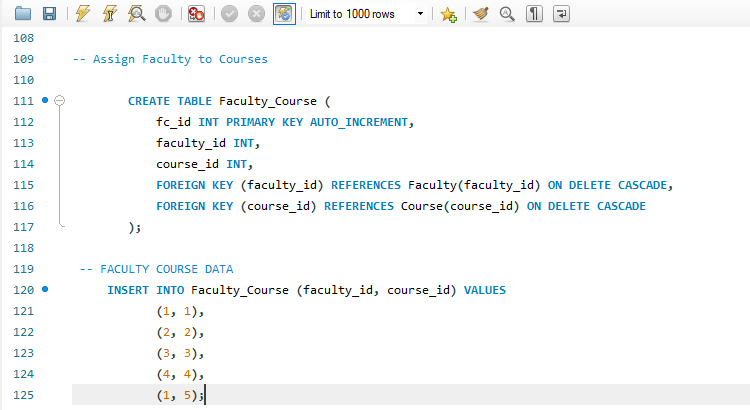 Limit to 1000 rows
108
109 -- Assign Faculty to Courses
110
111 CREATE TABLE Faculty_Course (
112 fc_id INT PRIMARY KEY AUTO_INCREMENT,
113 faculty_id INT,
114 course_id INT,
115 FOREIGN KEY (faculty_id) REFERENCES Faculty(faculty_id) ON DELETE CASCADE,
116 FOREIGN KEY (course_id) REFERENCES Course(course_id) ON DELETE CASCADE
117 );
118
119 -- FACULTY COURSE DATA
120 INSERT INTO Faculty_Course (faculty_id, course_id) VALUES
121 (1, 1),
122 (2, 2),
123 (3, 3),
124 (4, 4),
125 (1, 5);